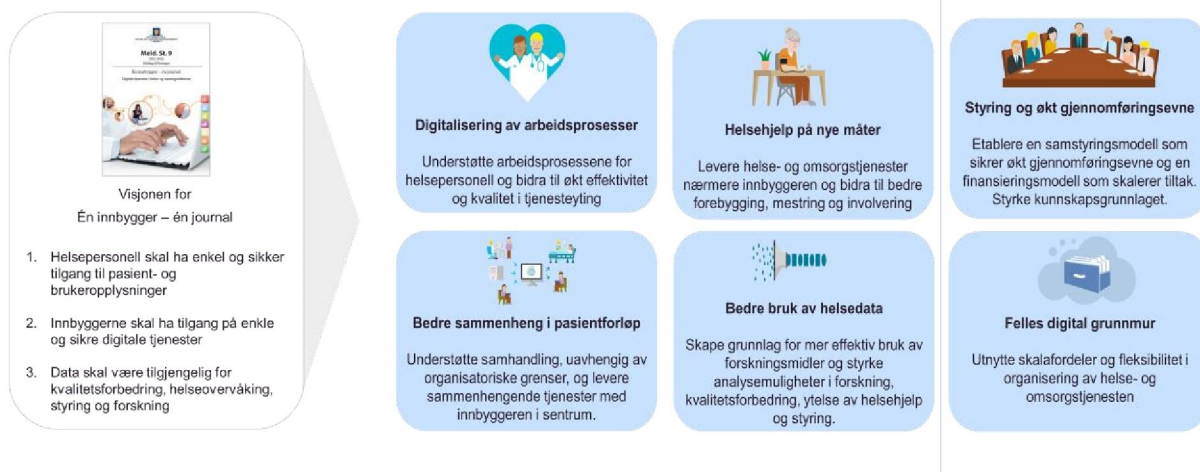 Meld. St. 9
Visjonen for
Én innbygger – én journal
1. Helsepersonell skal ha enkel og sikker
tilgang til pasient- og
brukeropplysninger
2. Innbyggerne skal ha tilgang på enkle
og sikre digitale tjenester
3. Data skal være tilgjengelig for
kvalitetsforbedring, helseovervåking,
styring og forskning
Digitalisering av arbeidsprosesser
Understøtte arbeidsprosessene for
helsepersonell og bidra til økt effektivitet
og kvalitet i tjenesteyting
Helsehjelp på nye måter
Levere helse- og omsorgstjenester
nærmere innbyggeren og bidra til bedre
forebygging, mestring og involvering
Styring og økt gjennomføringsevne
Etablere en samstyringsmodell som
sikrer økt gjennomføringsevne og en
finansieringsmodell som skalerer tiltak.
Styrke kunnskapsgrunnlaget.
Bedre sammenheng i pasientforløp
Understøtte samhandling, uavhengig av
organisatoriske grenser, og levere
sammenhengende tjenester med
innbyggeren i sentrum.
Bedre bruk av helsedata
Skape grunnlag for mer effektiv bruk av
forskningsmidler og styrke
analysemuligheter i forskning,
kvalitetsforbedring, ytelse av helsehjelp
og styring.
Felles digital grunnmur
Utnytte skalafordeler og fleksibilitet i
organisering av helse- og
omsorgstjenesten